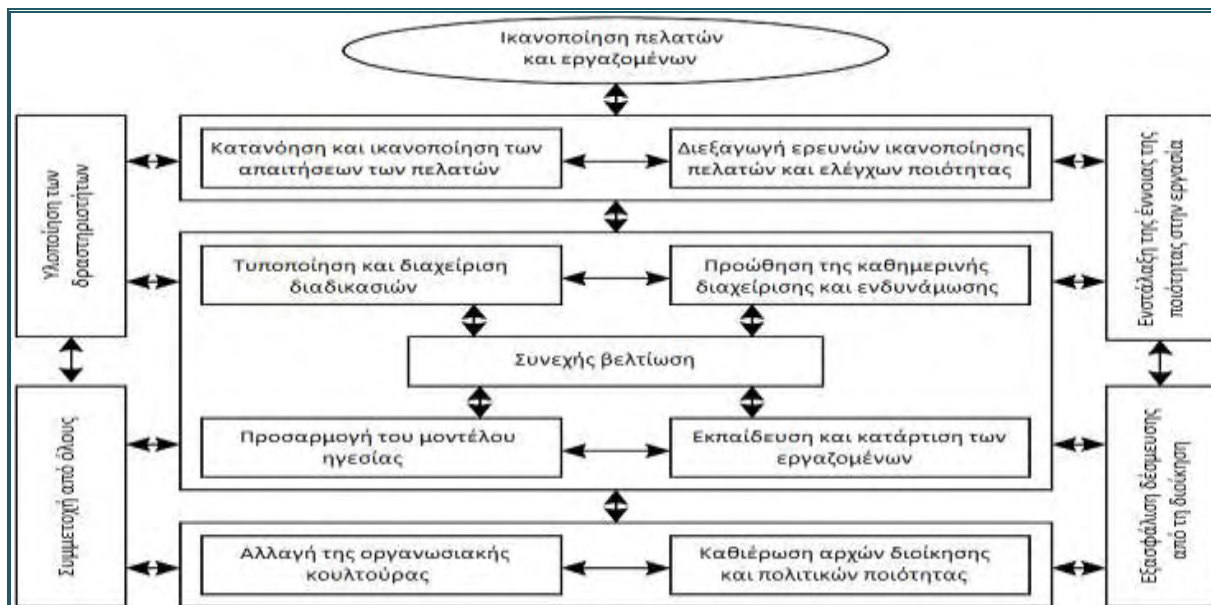 Ικανοποίηση πελατών
και εργαζομένων
Υλοποίηση των
δραστηριοτήτων
Κατανόηση και ικανοποίηση των
απαιτήσεων των πελατών
Διεξαγωγή ερευνών ικανοποίησης
πελατών και ελέγχων ποιότητας
Ενστάλαξη της έννοιας της
ποιότητας στην εργασία
Τυποποίηση και διαχείριση
διαδικασιών
Προώθηση της καθημερινής
διαχείρισης και ενδυνάμωσης
Συνεχής βελτίωση
Συμμετοχή από όλους
Προσαρμογή του μοντέλου
ηγεσίας
Εκπαίδευση και κατάρτιση των
εργαζομένων
Εξασφάλιση δέσμευσης
από τη διοίκηση
Αλλαγή της οργανωσιακής
κουλτούρας
Καθιέρωση αρχών διοίκησης
και πολιτικών ποιότητας